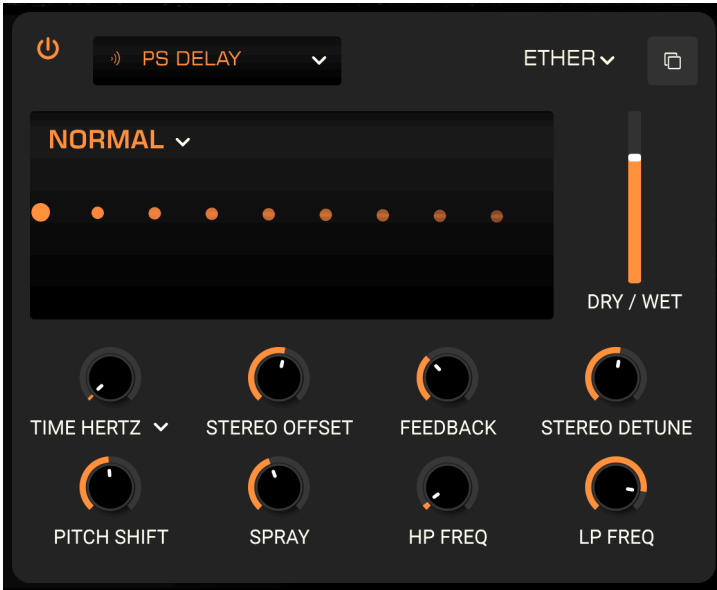 PS DELAY
ETHER
NORMAL
DRY / WET
TIME HERTZ
STEREO OFFSET
FEEDBACK
STEREO DETUNE
PITCH SHIFT
SPRAY
HP FREQ
LP FREQ